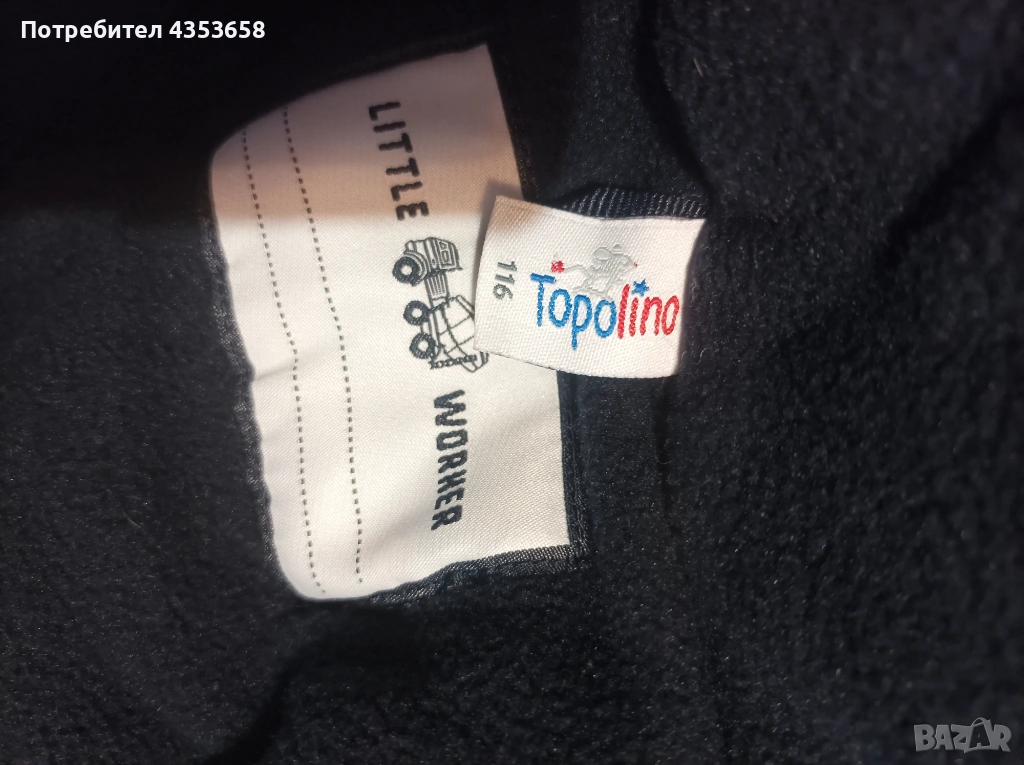 Потребител 4353658
LITTLE WORKER
116
Topolino
BAZAR